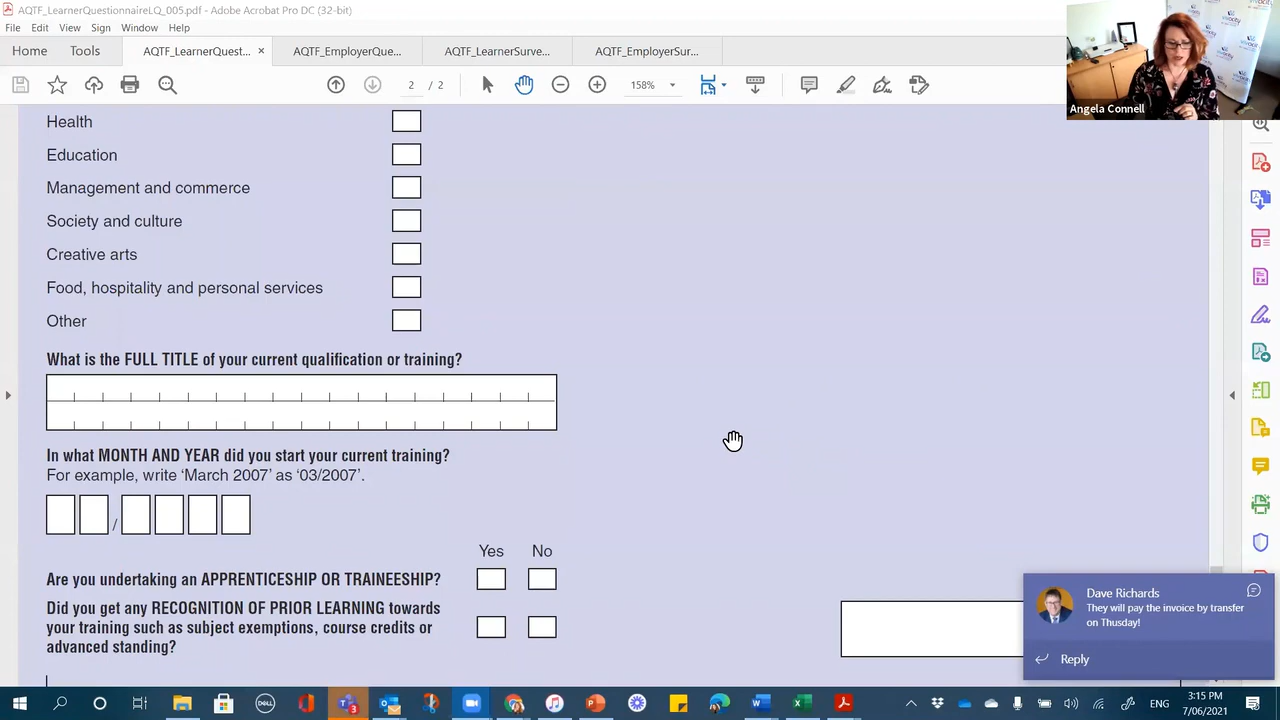 AQTF_LearnerQuestionnaireLQ_005.pdf - Adobe Acrobat Pro DC (32-bit)
File Edit View Sign Window Help
Home Tools AQTF_LearnerQuest... × AQTF_EmployerQue... AQTF_LearnerSurve... AQTF_EmployerSur...
2 / 2 158%
vivacity
Angela Connell
Health
Education
Management and commerce
Society and culture
Creative arts
Food, hospitality and personal services
Other
What is the FULL TITLE of your current qualification or training?
In what MONTH AND YEAR did you start your current training?
For example, write ‘March 2007’ as ‘03/2007’.
/
Yes No
Are you undertaking an APPRENTICESHIP OR TRAINEESHIP?
Did you get any RECOGNITION OF PRIOR LEARNING towards
your training such as subject exemptions, course credits or
advanced standing?
Dave Richards
They will pay the invoice by transfer
on Thusday!
Reply
DELL
ENG
3:15 PM
7/06/2021